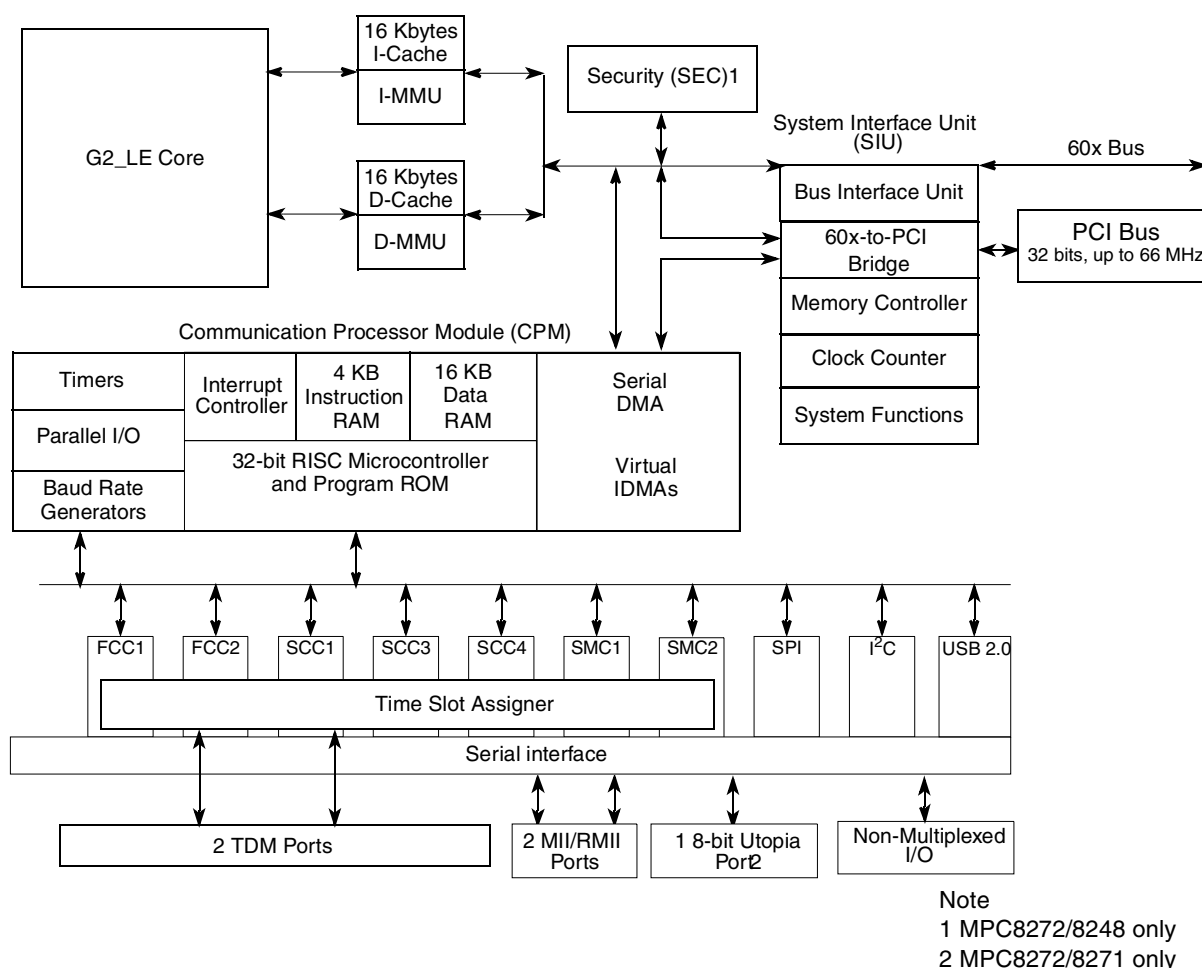 16 Kbytes
I-Cache
I-MMU
G2_LE Core
16 Kbytes
D-Cache
D-MMU
Security (SEC)1
System Interface Unit
(SIU)
60x Bus
Bus Interface Unit
60x-to-PCI
Bridge
Memory Controller
Clock Counter
System Functions
PCI Bus
32 bits, up to 66 MHz
Communication Processor Module (CPM)
Timers
Parallel I/O
Baud Rate
Generators
Interrupt
Controller
4 KB
Instruction
RAM
16 KB
Data
RAM
32-bit RISC Microcontroller
and Program ROM
Serial
DMA
Virtual
IDMAs
FCC1
FCC2
SCC1
SCC3
SCC4
SMC1
SMC2
SPI
I²C
USB 2.0
Time Slot Assigner
Serial interface
2 TDM Ports
2 MII/RMII
Ports
1 8-bit Utopia
Port2
Non-Multiplexed
I/O
Note
1 MPC8272/8248 only
2 MPC8272/8271 only